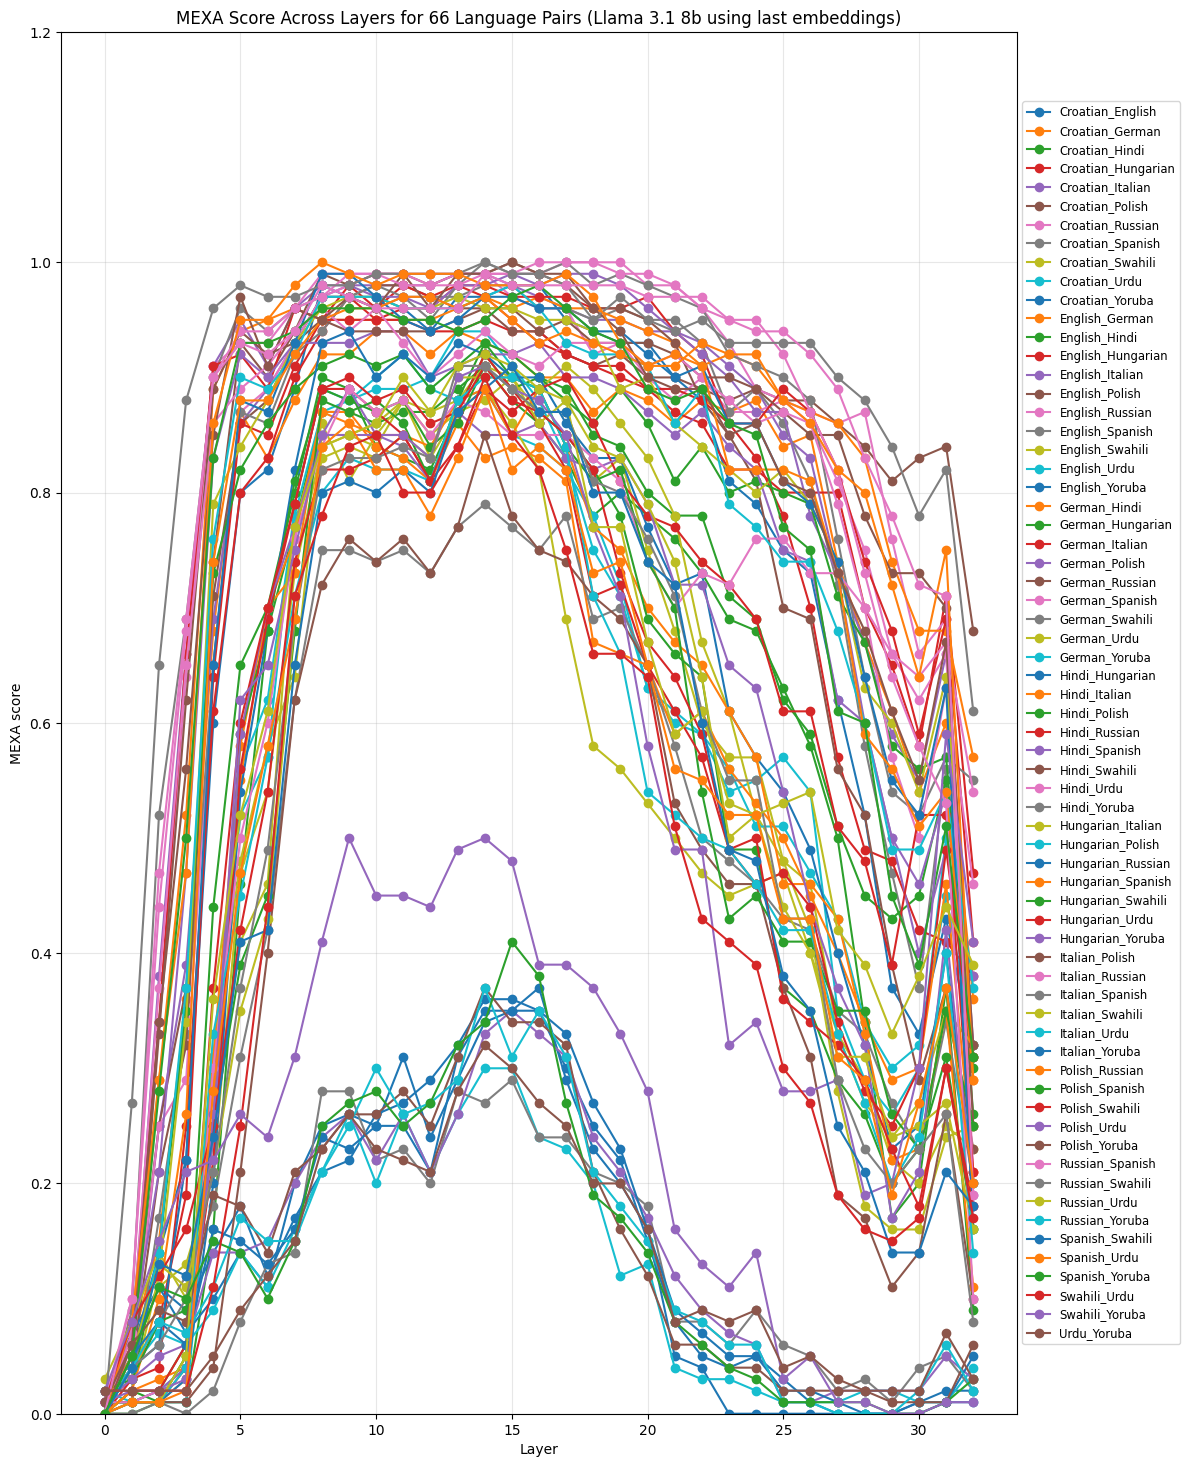 MEXA Score Across Layers for 66 Language Pairs (Llama 3.1 8b using last embeddings)
1.2
1.0
0.8
0.6
0.4
0.2
0.0
MEXA score
0 5 10 15 20 25 30
Layer
Croatian_English
Croatian_German
Croatian_Hindi
Croatian_Hungarian
Croatian_Italian
Croatian_Polish
Croatian_Russian
Croatian_Spanish
Croatian_Swahili
Croatian_Urdu
Croatian_Yoruba
English_German
English_Hindi
English_Hungarian
English_Italian
English_Polish
English_Russian
English_Spanish
English_Swahili
English_Urdu
English_Yoruba
German_Hindi
German_Hungarian
German_Italian
German_Polish
German_Russian
German_Spanish
German_Swahili
German_Urdu
German_Yoruba
Hindi_Hungarian
Hindi_Italian
Hindi_Polish
Hindi_Russian
Hindi_Spanish
Hindi_Swahili
Hindi_Urdu
Hindi_Yoruba
Hungarian_Italian
Hungarian_Polish
Hungarian_Russian
Hungarian_Spanish
Hungarian_Swahili
Hungarian_Urdu
Hungarian_Yoruba
Italian_Polish
Italian_Russian
Italian_Spanish
Italian_Swahili
Italian_Urdu
Italian_Yoruba
Polish_Russian
Polish_Spanish
Polish_Swahili
Polish_Urdu
Polish_Yoruba
Russian_Spanish
Russian_Swahili
Russian_Urdu
Russian_Yoruba
Spanish_Swahili
Spanish_Urdu
Spanish_Yoruba
Swahili_Urdu
Swahili_Yoruba
Urdu_Yoruba